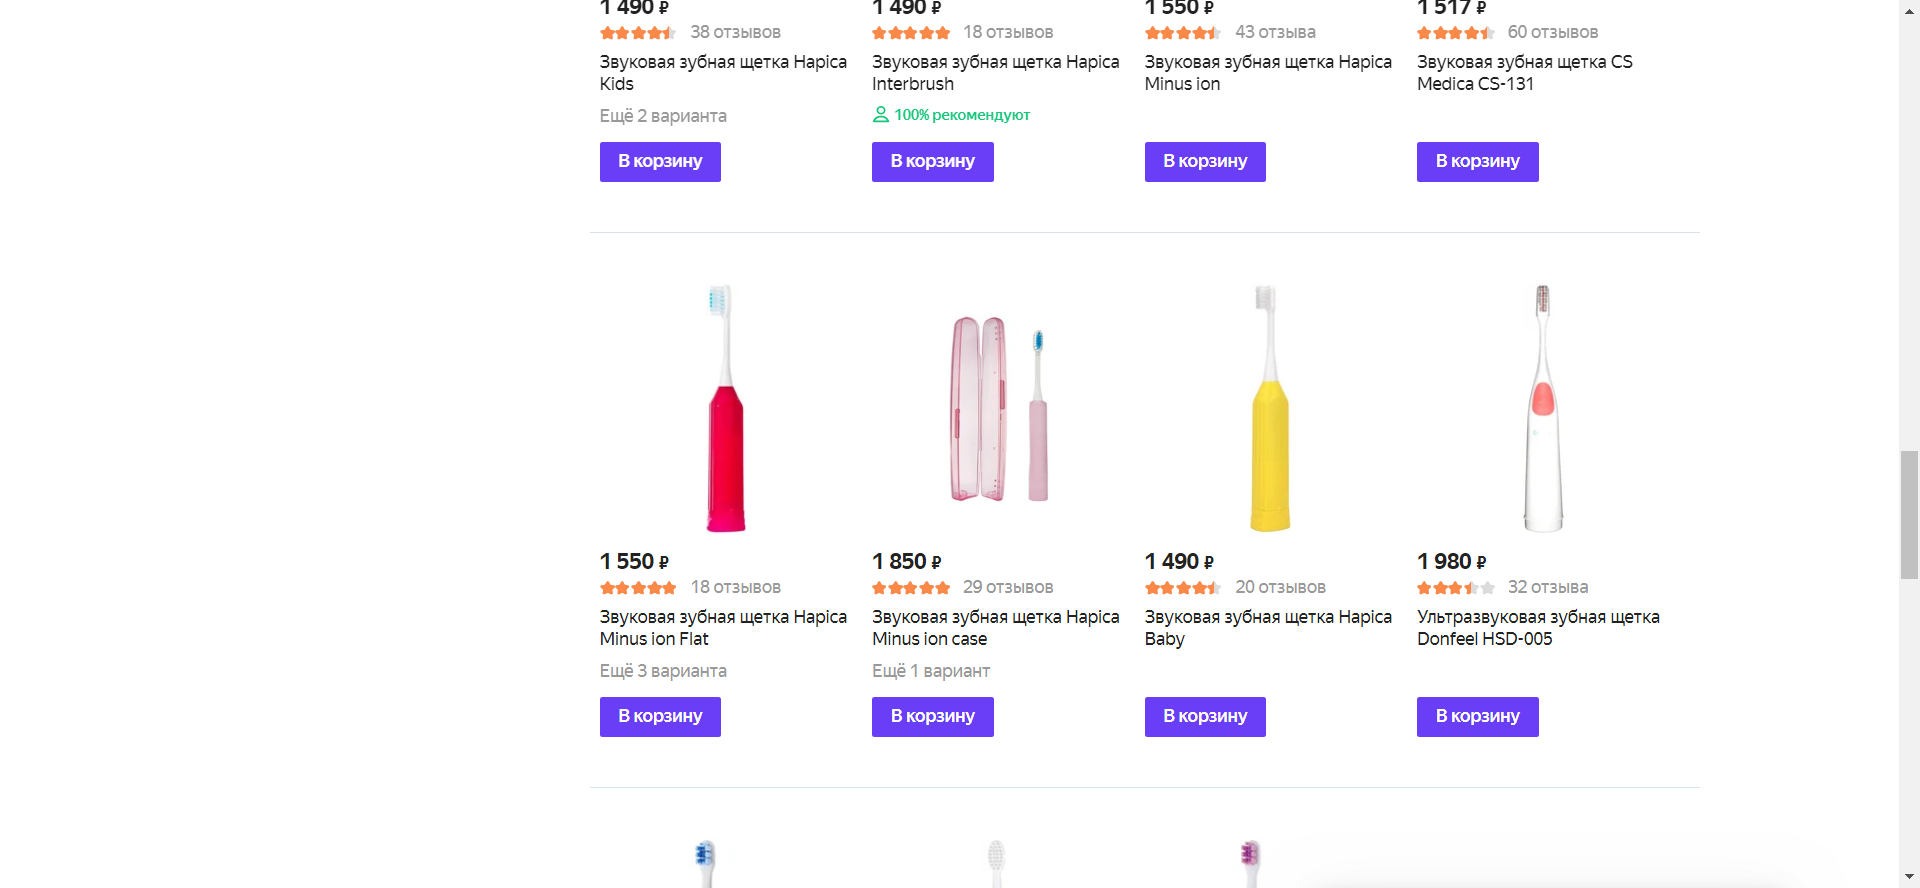 1 490 ₽
1 490 ₽
1 550 ₽
1 517 ₽
38 отзывов
18 отзывов
43 отзыва
60 отзывов
Звуковая зубная щетка Hapica
Kids
Звуковая зубная щетка Hapica
Interbrush
Звуковая зубная щетка Hapica
Minus ion
Звуковая зубная щетка CS
Medica CS-131
Ещё 2 варианта
100% рекомендуют
В корзину
В корзину
В корзину
В корзину
1 550 ₽
1 850 ₽
1 490 ₽
1 980 ₽
18 отзывов
29 отзывов
20 отзывов
32 отзыва
Звуковая зубная щетка Hapica
Minus ion Flat
Звуковая зубная щетка Hapica
Minus ion case
Звуковая зубная щетка Hapica
Baby
Ультразвуковая зубная щетка
Donfeel HSD-005
Ещё 3 варианта
Ещё 1 вариант
В корзину
В корзину
В корзину
В корзину